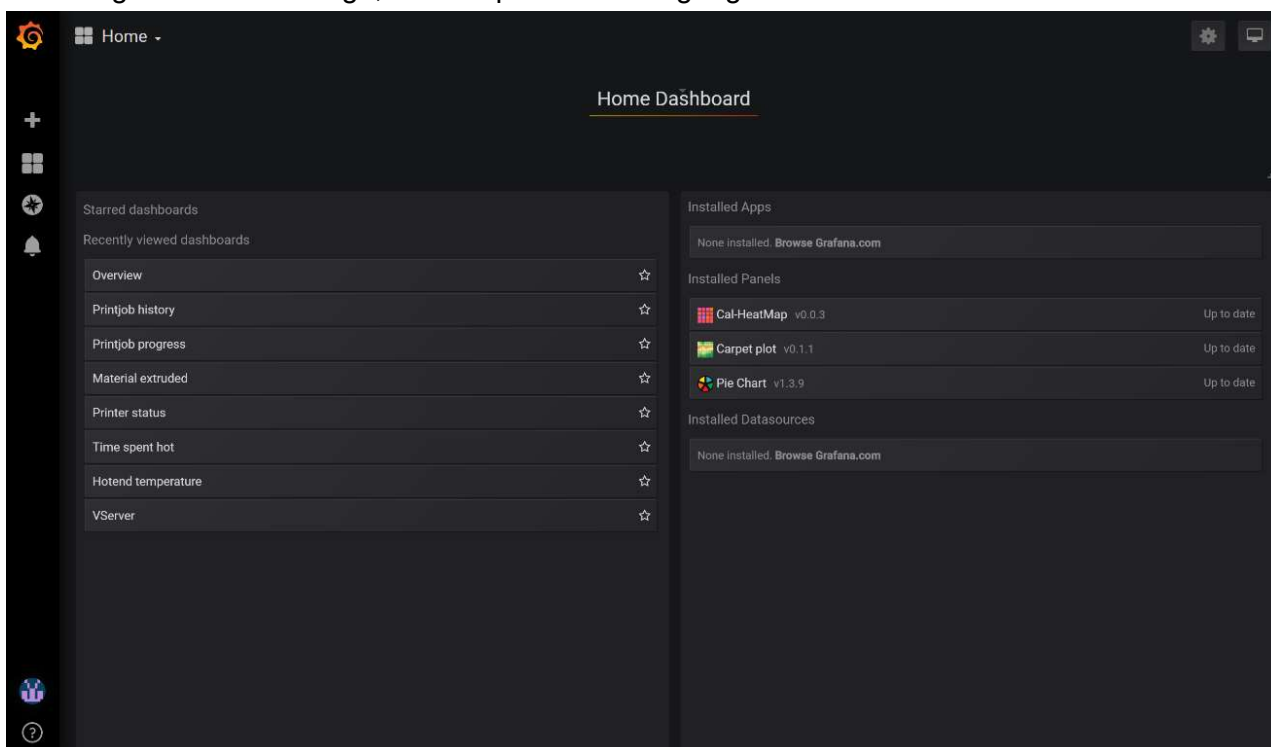 Home
Home Dashboard
Starred dashboards
Recently viewed dashboards
Overview
Printjob history
Printjob progress
Material extruded
Printer status
Time spent hot
Hotend temperature
VServer
Installed Apps
None installed. Browse Grafana.com
Installed Panels
Cal-HeatMap v0.0.3 Up to date
Carpet plot v0.1.1 Up to date
Pie Chart v1.3.9 Up to date
Installed Datasources
None installed. Browse Grafana.com